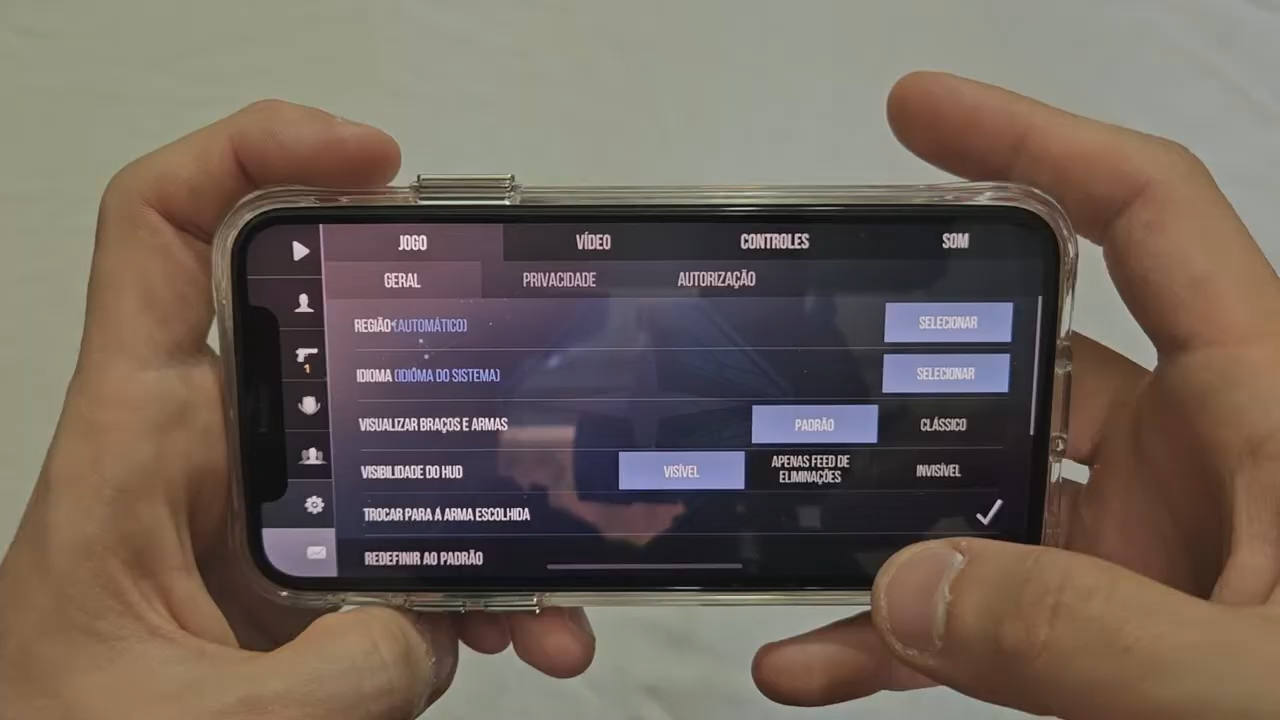 JOGO
VÍDEO
CONTROLES
SOM
GERAL
PRIVACIDADE
AUTORIZAÇÃO
REGIÃO (AUTOMÁTICO)
SELECIONAR
IDIOMA (IDIOMA DO SISTEMA)
SELECIONAR
VISUALIZAR BRAÇOS E ARMAS
PADRÃO
CLÁSSICO
1
VISIBILIDADE DO HUD
VISÍVEL
APENAS FEED DE
ELIMINAÇÕES
INVISÍVEL
TROCAR PARA A ARMA ESCOLHIDA
REDEFINIR AO PADRÃO